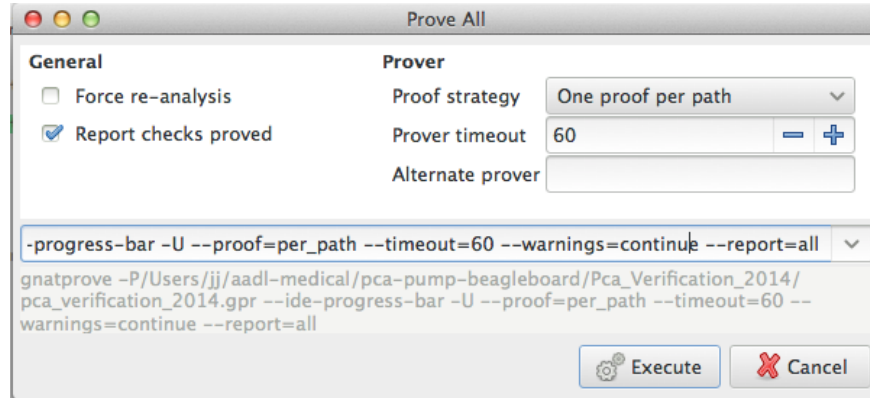 Prove All
General
Prover
Force re-analysis
Proof strategy One proof per path
Report checks proved
Prover timeout 60
Alternate prover
-progress-bar -U --proof=per_path --timeout=60 --warnings=continue --report=all
gnatprove -P/Users/jj/aadl-medical/pca-pump-beagleboard/Pca_Verification_2014/
pca_verification_2014.gpr --ide-progress-bar -U --proof=per_path --timeout=60 --
warnings=continue --report=all
Execute
Cancel